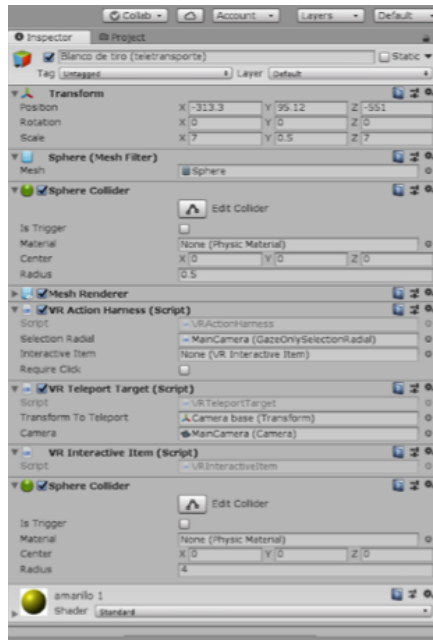 Collab Account Layers Default
Inspector Project
Blanco de tiro (teletransporte) Static
Tag Untagged Layer Default
Transform
Position X -313.3 Y 95.12 Z -551
Rotation X 0 Y 0 Z 0
Scale X 7 Y 0.5 Z 7
Sphere (Mesh Filter)
Mesh Sphere
Sphere Collider
Edit Collider
Is Trigger
Material None (Physic Material)
Center X 0 Y 0 Z 0
Radius 0.5
Mesh Renderer
VR Action Harness (Script)
Script VRActionHarness
Selection Radial MainCamera (GazeOnlySelectionRadial)
Interactive Item None (VR Interactive Item)
Require Click
VR Teleport Target (Script)
Script VRTeleportTarget
Transform To Teleport Camera base (Transform)
Camera MainCamera (Camera)
VR Interactive Item (Script)
Script VRInteractiveItem
Sphere Collider
Edit Collider
Is Trigger
Material None (Physic Material)
Center X 0 Y 0 Z 0
Radius 4
amarillo 1
Shader Standard